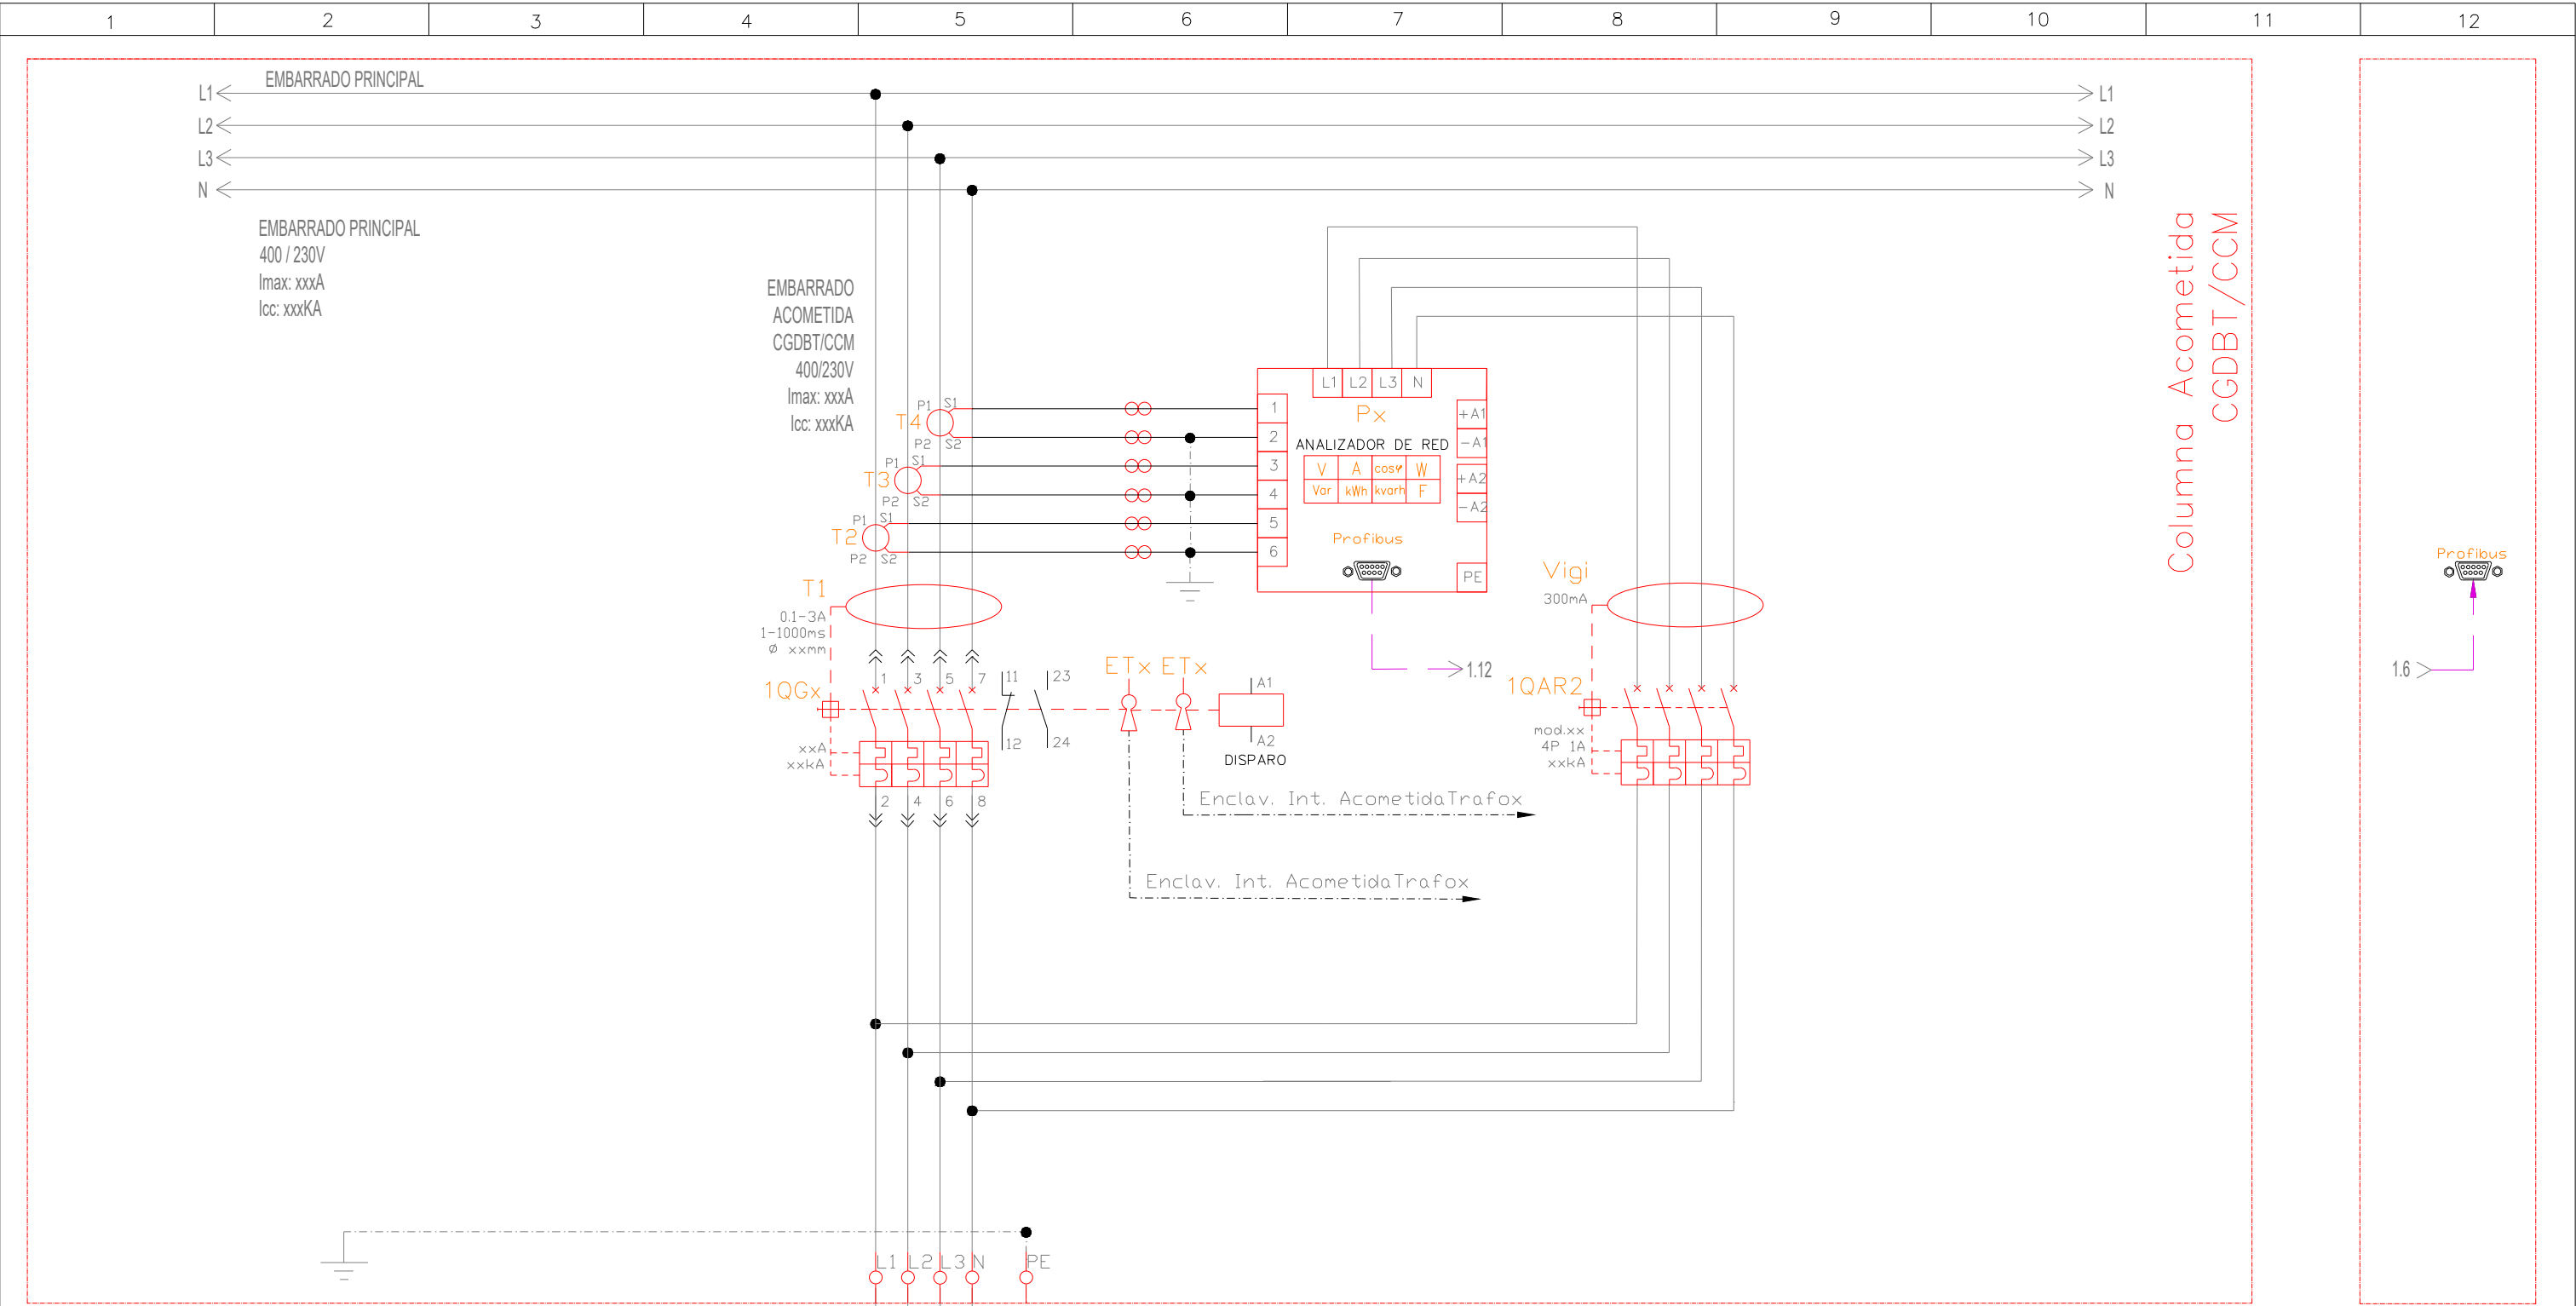 1 2 3 4 5 6 7 8 9 10 11 12
EMBARRADO PRINCIPAL
L1 L1
L2 L2
L3 L3
N N
EMBARRADO PRINCIPAL
400 / 230V
Imax: xxxA
Icc: xxxKA
EMBARRADO
ACOMETIDA
CGDBT/CCM
400/230V
Imax: xxxA
Icc: xxxKA
T4 P1 S1
P2 S2
T3 P1 S1
P2 S2
T2 P1 S1
P2 S2
L1 L2 L3 N
1
2
3
4
5
6
Px
ANALIZADOR DE RED
V A cosφ W
Var kWh kvarh F
+A1
-A1
+A2
-A2
Profibus
PE
1.12
T1
0.1-3A
1-1000ms
Ø xxmm
1QGx
1 3 5 7 11 23
xxA
xxkA
12 24
2 4 6 8
ETx ETx
A1
A2
DISPARO
Enclav. Int. AcometidaTrafox
Enclav. Int. AcometidaTrafox
Vigi
300mA
1QAR2
mod.xx
4P 1A
xxkA
Columna Acometida
CGDBT/CCM
Profibus
1.6
L1 L2 L3 N PE